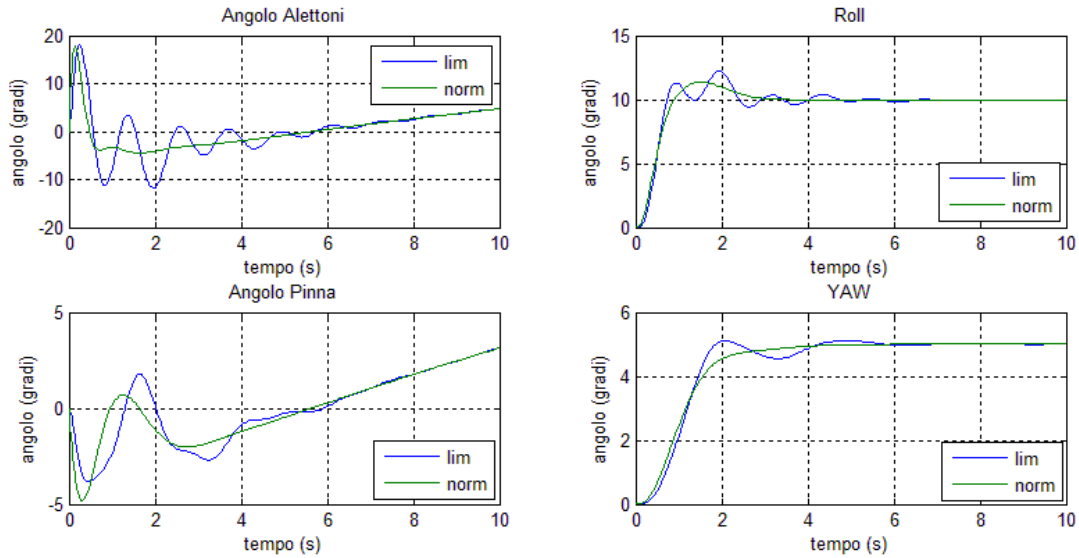 Angolo Alettoni
angolo (gradi)
20
10
0
-10
-20
lim
norm
0 2 4 6 8 10
tempo (s)
Roll
angolo (gradi)
15
10
5
0
lim
norm
0 2 4 6 8 10
tempo (s)
Angolo Pinna
angolo (gradi)
5
0
-5
lim
norm
0 2 4 6 8 10
tempo (s)
YAW
angolo (gradi)
6
4
2
0
lim
norm
0 2 4 6 8 10
tempo (s)